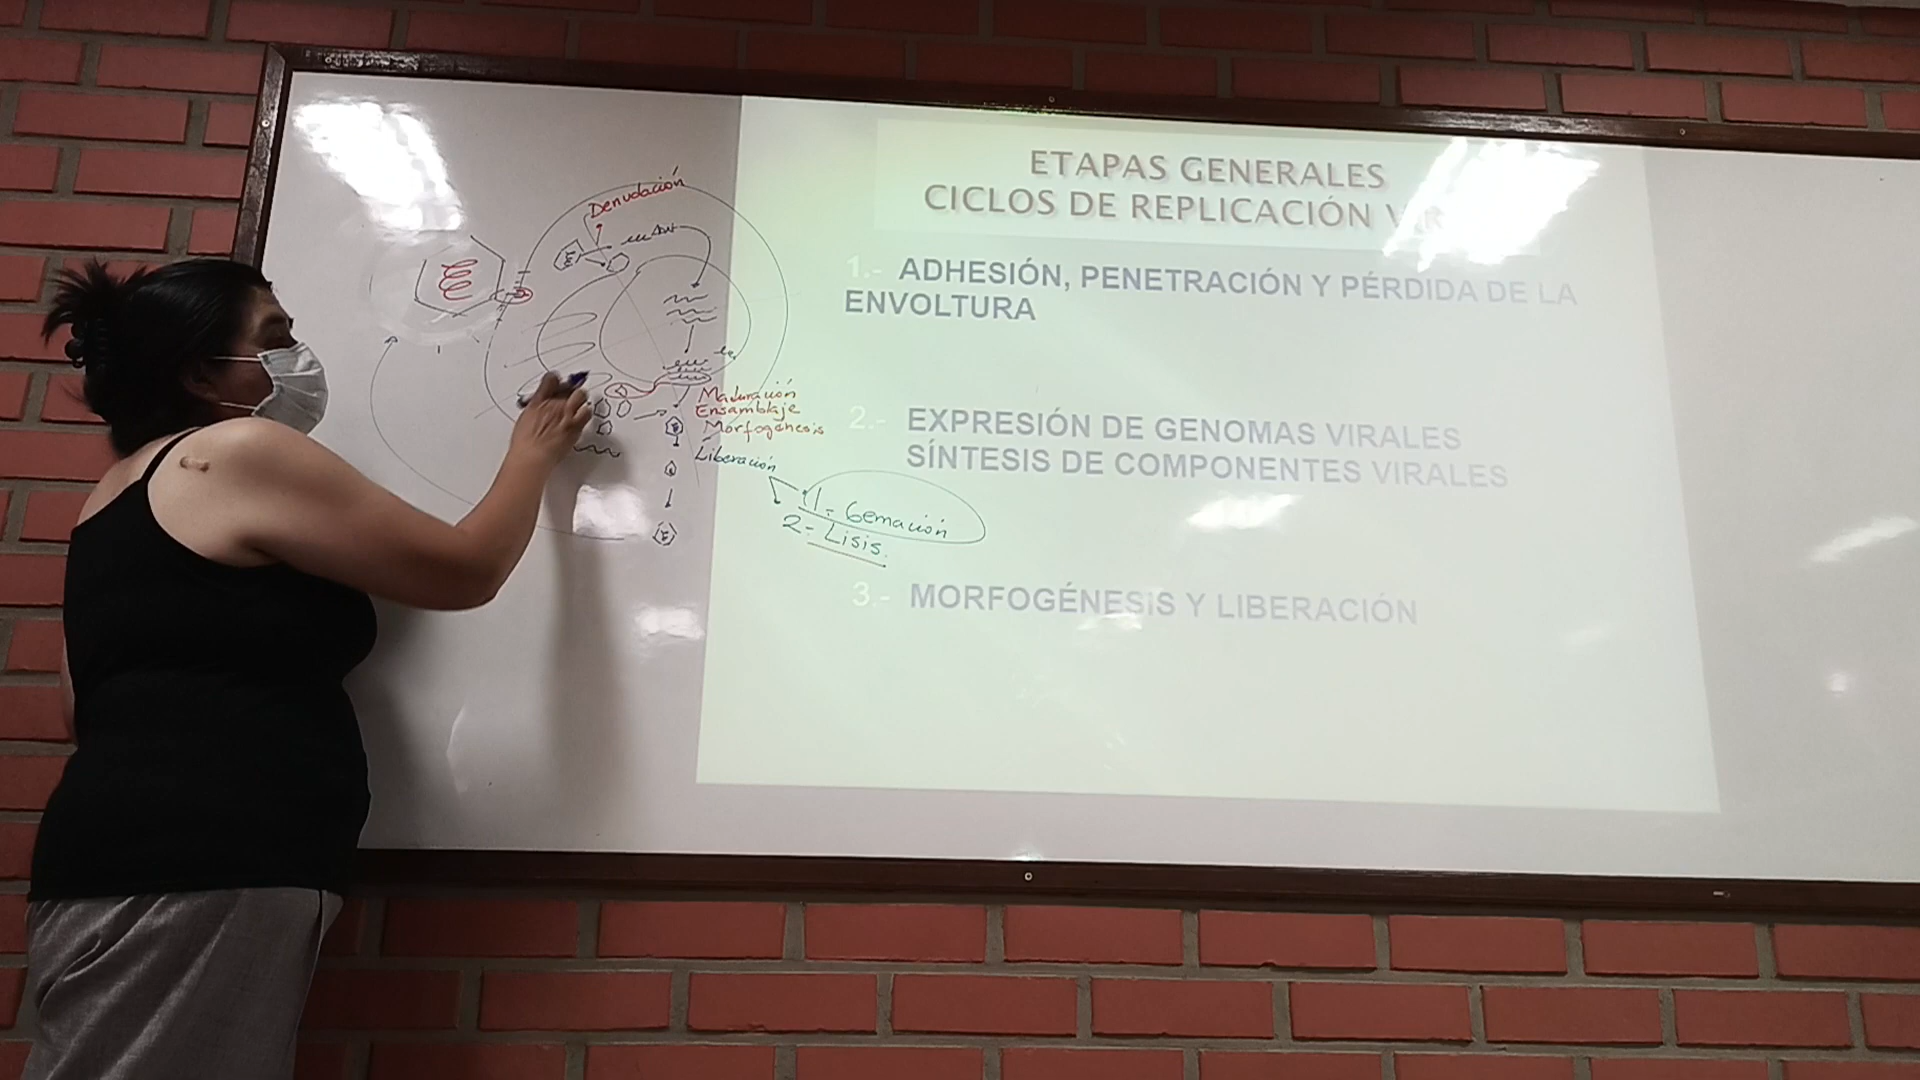 ETAPAS GENERALES
CICLOS DE REPLICACIÓN
1.- ADHESIÓN, PENETRACIÓN Y PÉRDIDA DE LA
ENVOLTURA
2.- EXPRESIÓN DE GENOMAS VIRALES
SÍNTESIS DE COMPONENTES VIRALES
3.- MORFOGÉNESIS Y LIBERACIÓN
Denudación
Maduración
Ensamblaje
Morfogénesis
Liberación
1.- Gemación
2- Lisis.